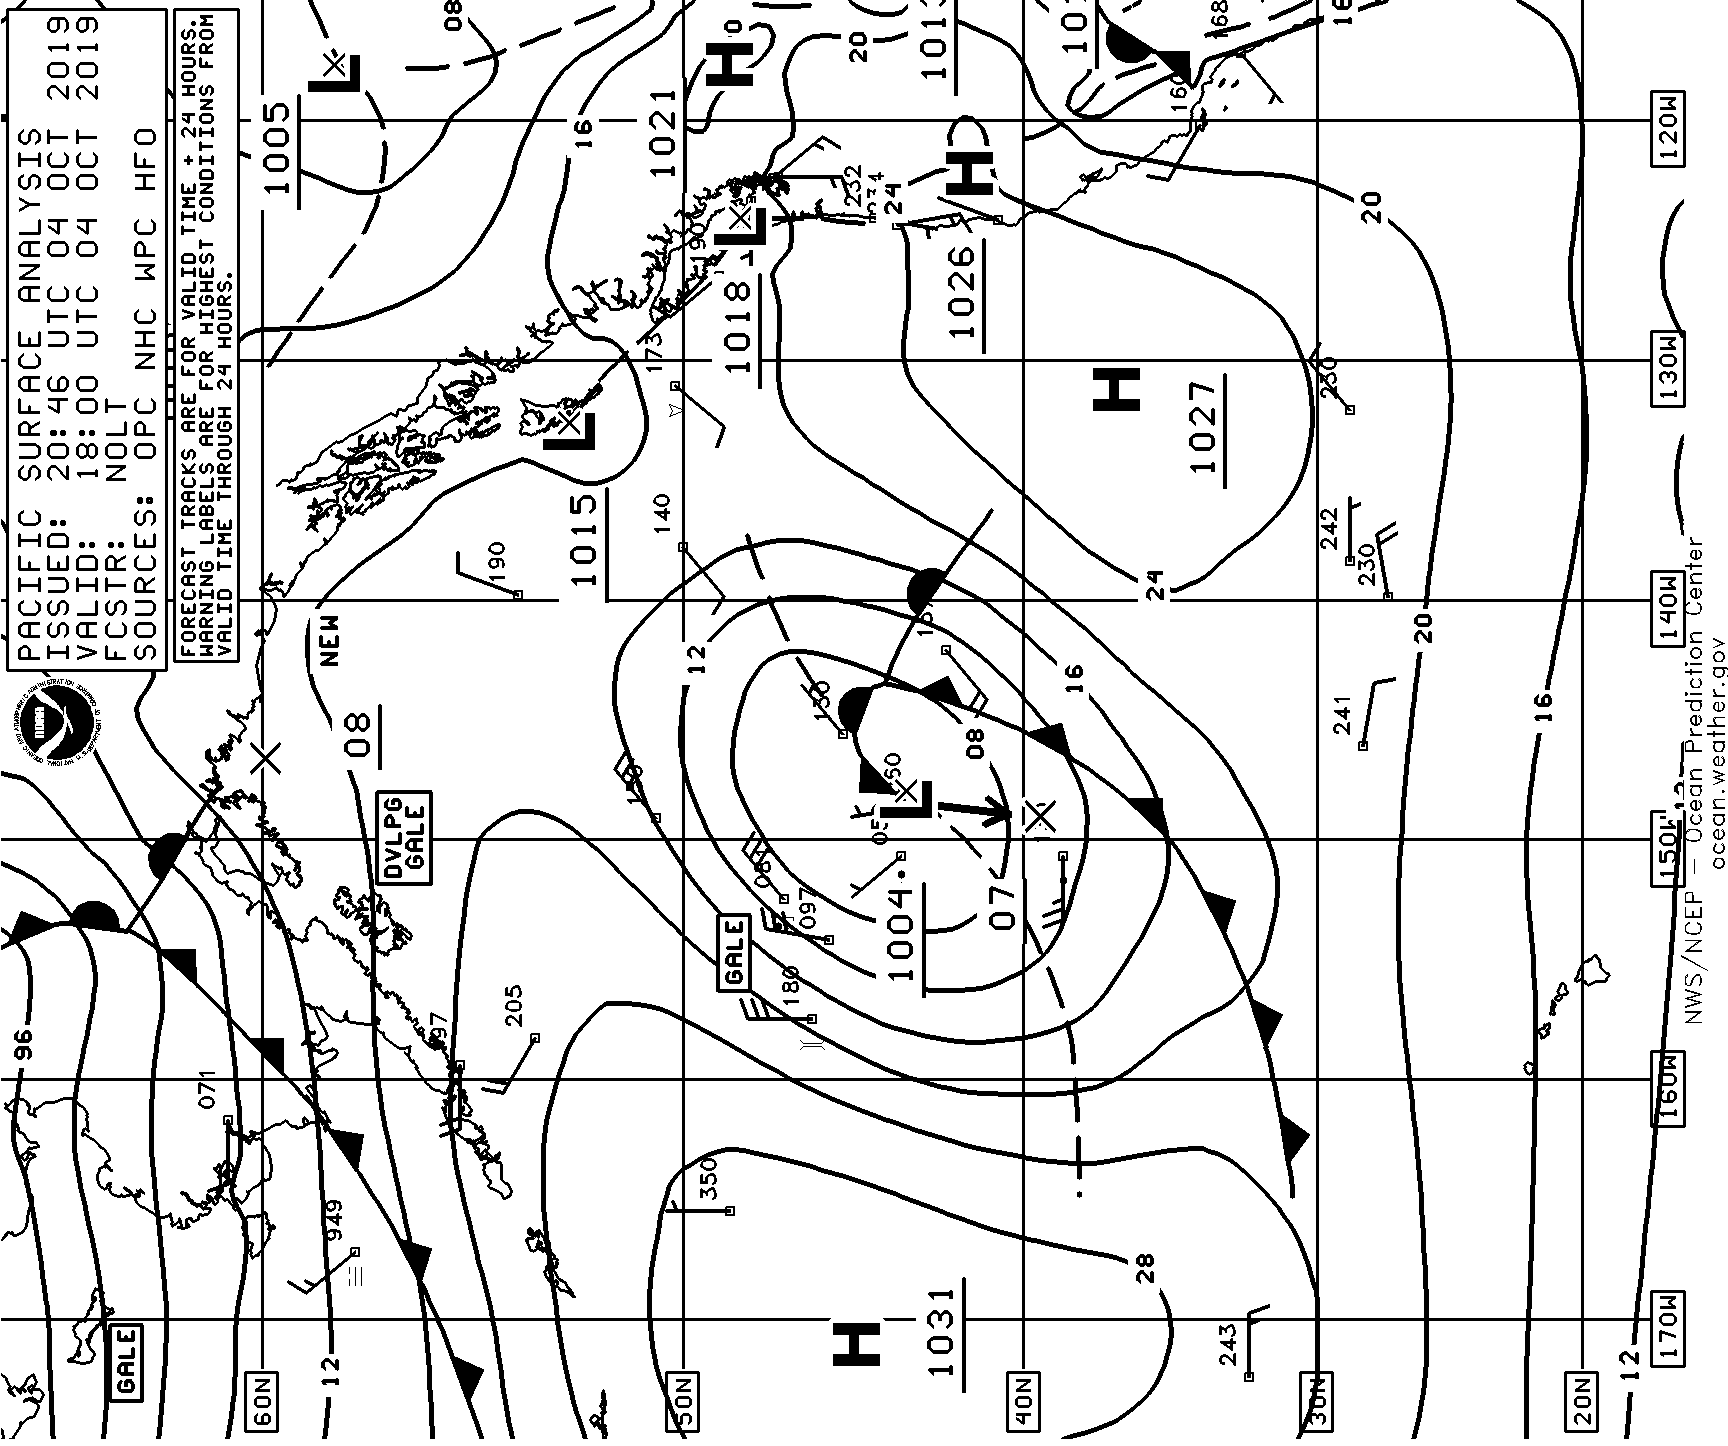 PACIFIC SURFACE ANALYSIS
ISSUED: 20:46 UTC 04 OCT 2019
VALID: 18:00 UTC 04 OCT 2019
FCSTR: NOLT
SOURCES: OPC NHC WPC HFO
FORECAST TRACKS ARE FOR VALID TIME + 24 HOURS.
WARNING LABELS ARE FOR HIGHEST CONDITIONS FROM
VALID TIME THROUGH 24 HOURS.
NOAA
96
071
949
12
GALE
60N
NEW
08
DVLPG
GALE
190
205
97
1005
L
08
16
1015
L
173
140
1021
H
20
1018
L
190
232
24
H
1026
H
1027
230
242
230
24
20
20
16
241
12
16
08
GALE
180
097
1004
L
07
350
H
1031
28
243
12
50N
40N
30N
20N
120W
130W
140W
150W
160W
170W
NWS/NCEP – Ocean Prediction Center
ocean.weather.gov